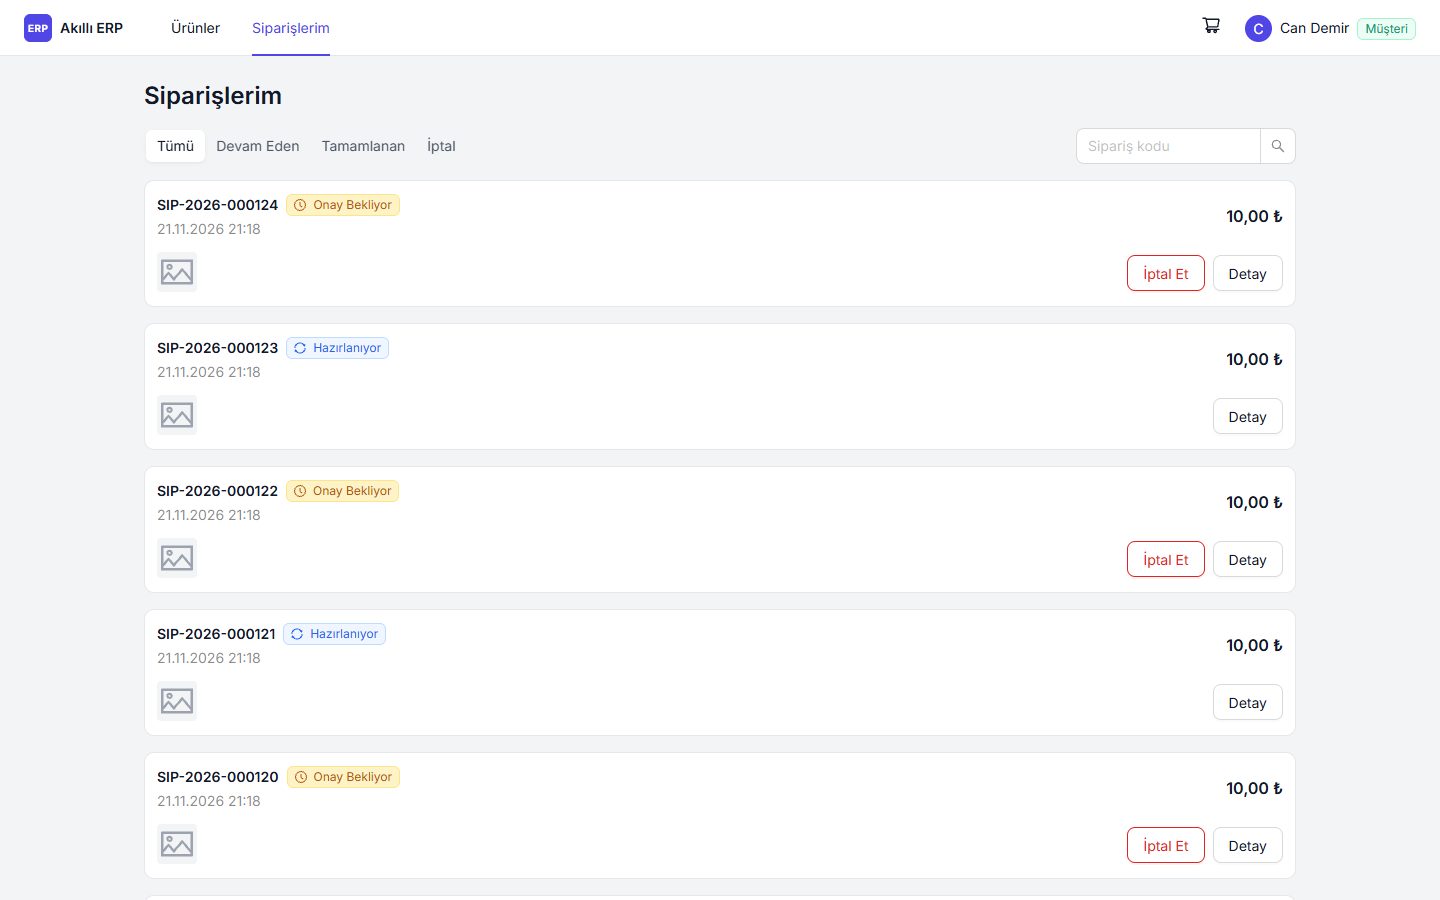 ERP Akıllı ERP Ürünler Siparişlerim C Can Demir Müşteri
Siparişlerim
Tümü Devam Eden Tamamlanan İptal Sipariş kodu
SIP-2026-000124 Onay Bekliyor
21.11.2026 21:18
10,00 ₺
İptal Et Detay
SIP-2026-000123 Hazırlanıyor
21.11.2026 21:18
10,00 ₺
Detay
SIP-2026-000122 Onay Bekliyor
21.11.2026 21:18
10,00 ₺
İptal Et Detay
SIP-2026-000121 Hazırlanıyor
21.11.2026 21:18
10,00 ₺
Detay
SIP-2026-000120 Onay Bekliyor
21.11.2026 21:18
10,00 ₺
İptal Et Detay